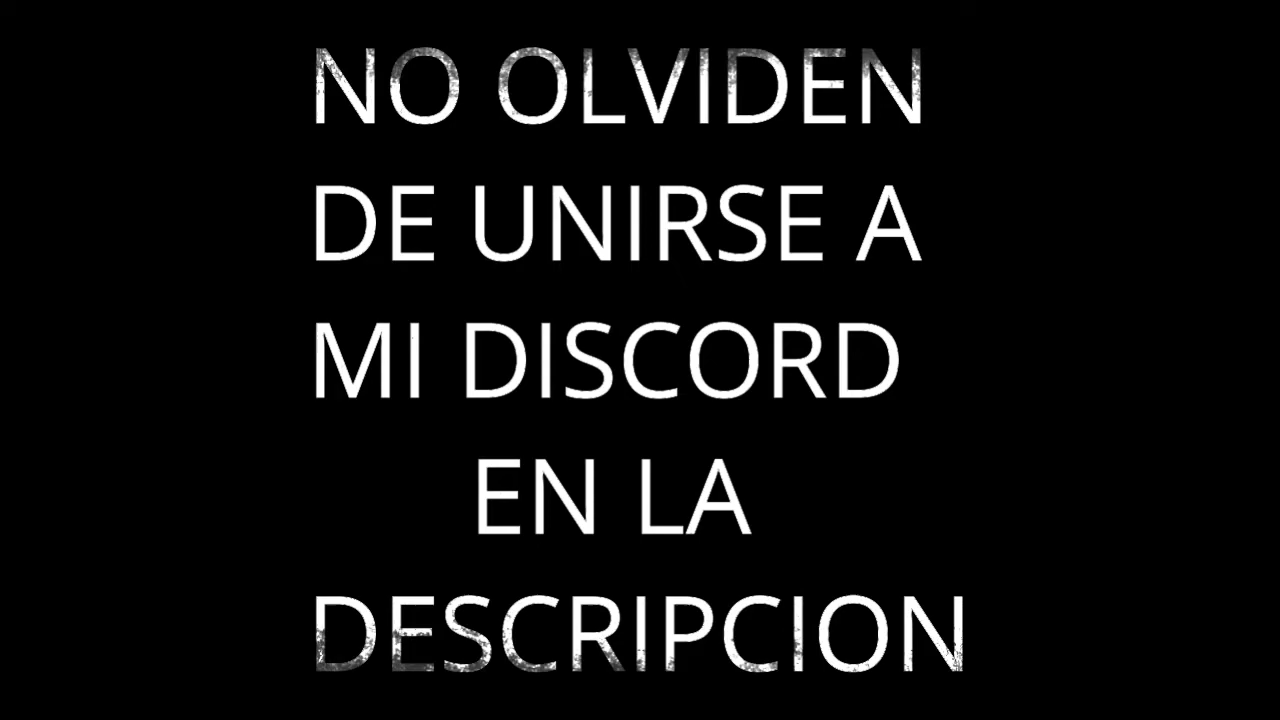 NO OLVIDEN
DE UNIRSE A
MI DISCORD
EN LA
DESCRIPCION